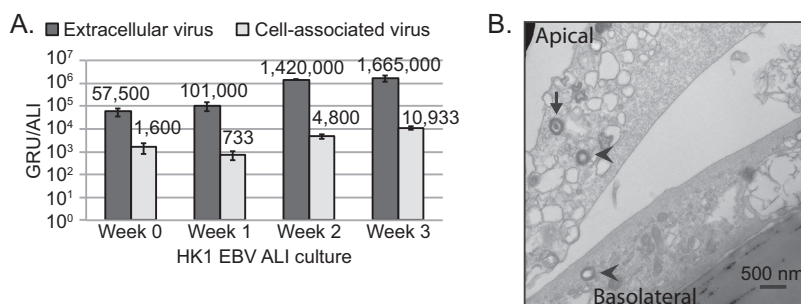 A.
Extracellular virus Cell-associated virus
GRU/ALI
10⁷
10⁶
10⁵
10⁴
10³
10²
10¹
10⁰
57,500
1,600
101,000
733
1,420,000
4,800
1,665,000
10,933
Week 0 Week 1 Week 2 Week 3
HK1 EBV ALI culture
B.
Apical
500 nm
Basolateral